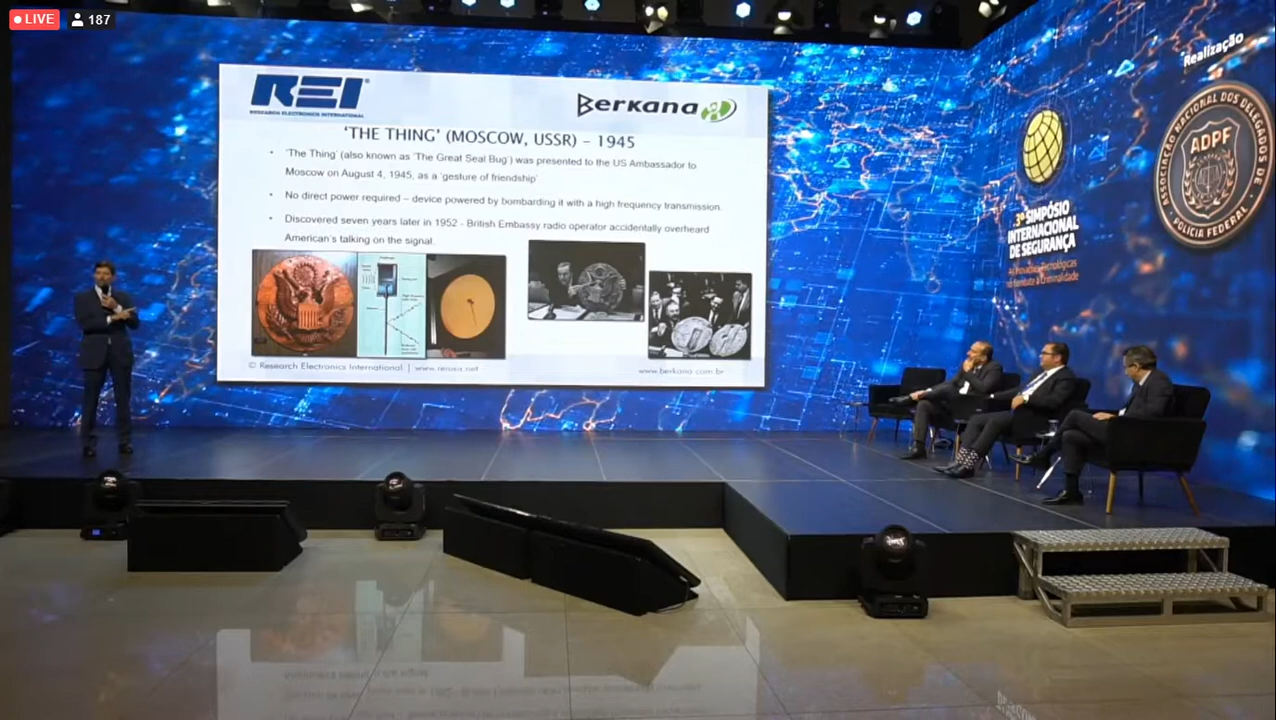 LIVE
187
REI®
RESEARCH ELECTRONICS INTERNATIONAL
Berkana
'THE THING' (MOSCOW, USSR) – 1945
• 'The Thing' (also known as 'The Great Seal Bug') was presented to the US Ambassador to
Moscow on August 4, 1945, as a 'gesture of friendship'.
• No direct power required – device powered by bombarding it with a high frequency transmission.
• Discovered seven years later in 1952 - British Embassy radio operator accidentally overheard
American's talking on the signal.
© Research Electronics International | www.reiusa.net
www.berkana.com.br
3º SIMPÓSIO
INTERNACIONAL
DE SEGURANÇA
Tecnológicas
Criminalidade
Realização
ASSOCIAÇÃO NACIONAL DOS DELEGADOS DE
POLÍCIA FEDERAL
ADPF